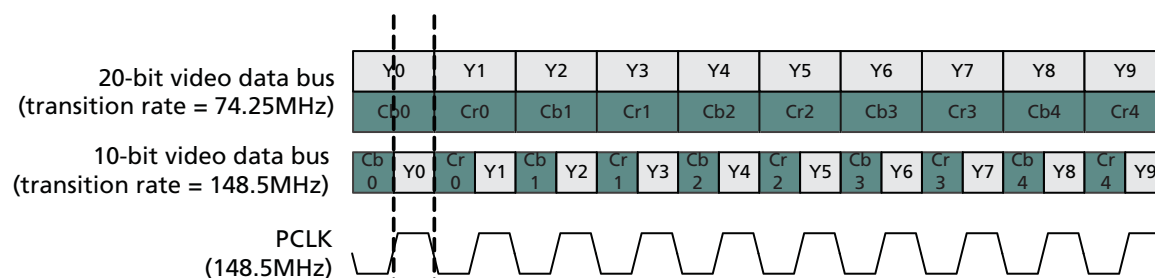 20-bit video data bus
(transition rate = 74.25MHz)
Y0 Y1 Y2 Y3 Y4 Y5 Y6 Y7 Y8 Y9
Cb0 Cr0 Cb1 Cr1 Cb2 Cr2 Cb3 Cr3 Cb4 Cr4
10-bit video data bus
(transition rate = 148.5MHz)
Cb 0 Y0 Cr 0 Y1 Cb 1 Y2 Cr 1 Y3 Cb 2 Y4 Cr 2 Y5 Cb 3 Y6 Cr 3 Y7 Cb 4 Y8 Cr 4 Y9
PCLK
(148.5MHz)